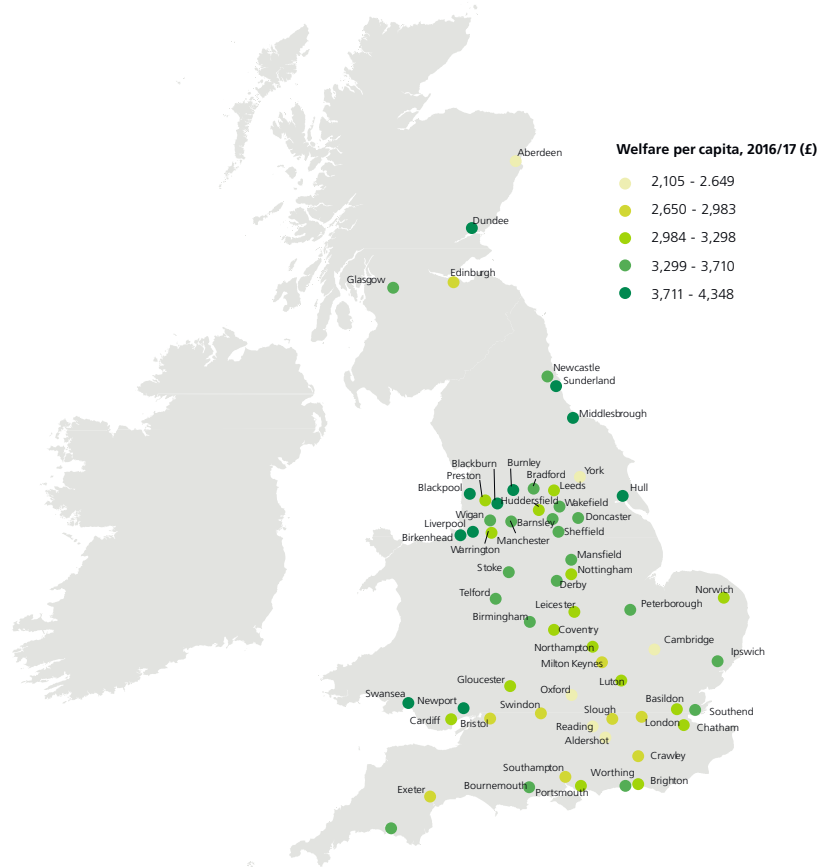 Welfare per capita, 2016/17 (£)
2,105 - 2.649
2,650 - 2,983
2,984 - 3,298
3,299 - 3,710
3,711 - 4,348
Aberdeen
Dundee
Edinburgh
Glasgow
Newcastle
Sunderland
Middlesbrough
Blackburn
Burnley
Preston
Bradford
York
Blackpool
Leeds
Hull
Huddersfield
Wakefield
Wigan
Barnsley
Doncaster
Liverpool
Sheffield
Birkenhead
Manchester
Warrington
Mansfield
Stoke
Nottingham
Derby
Telford
Norwich
Leicester
Peterborough
Birmingham
Coventry
Cambridge
Northampton
Ipswich
Milton Keynes
Gloucester
Luton
Oxford
Swansea
Newport
Basildon
Swindon
Slough
Southend
Cardiff
Bristol
London
Reading
Chatham
Aldershot
Crawley
Southampton
Worthing
Brighton
Exeter
Bournemouth
Portsmouth